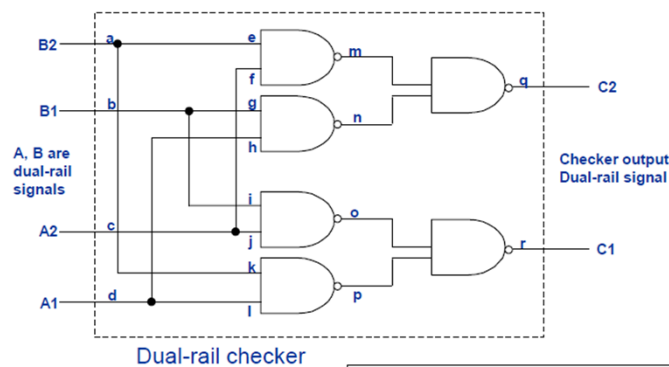 B2
a
e
m
f
q
C2
B1
b
g
n
h
A, B are
dual-rail
signals
Checker output
Dual-rail signal
i
o
A2
c
j
r
C1
k
p
A1
d
l
Dual-rail checker